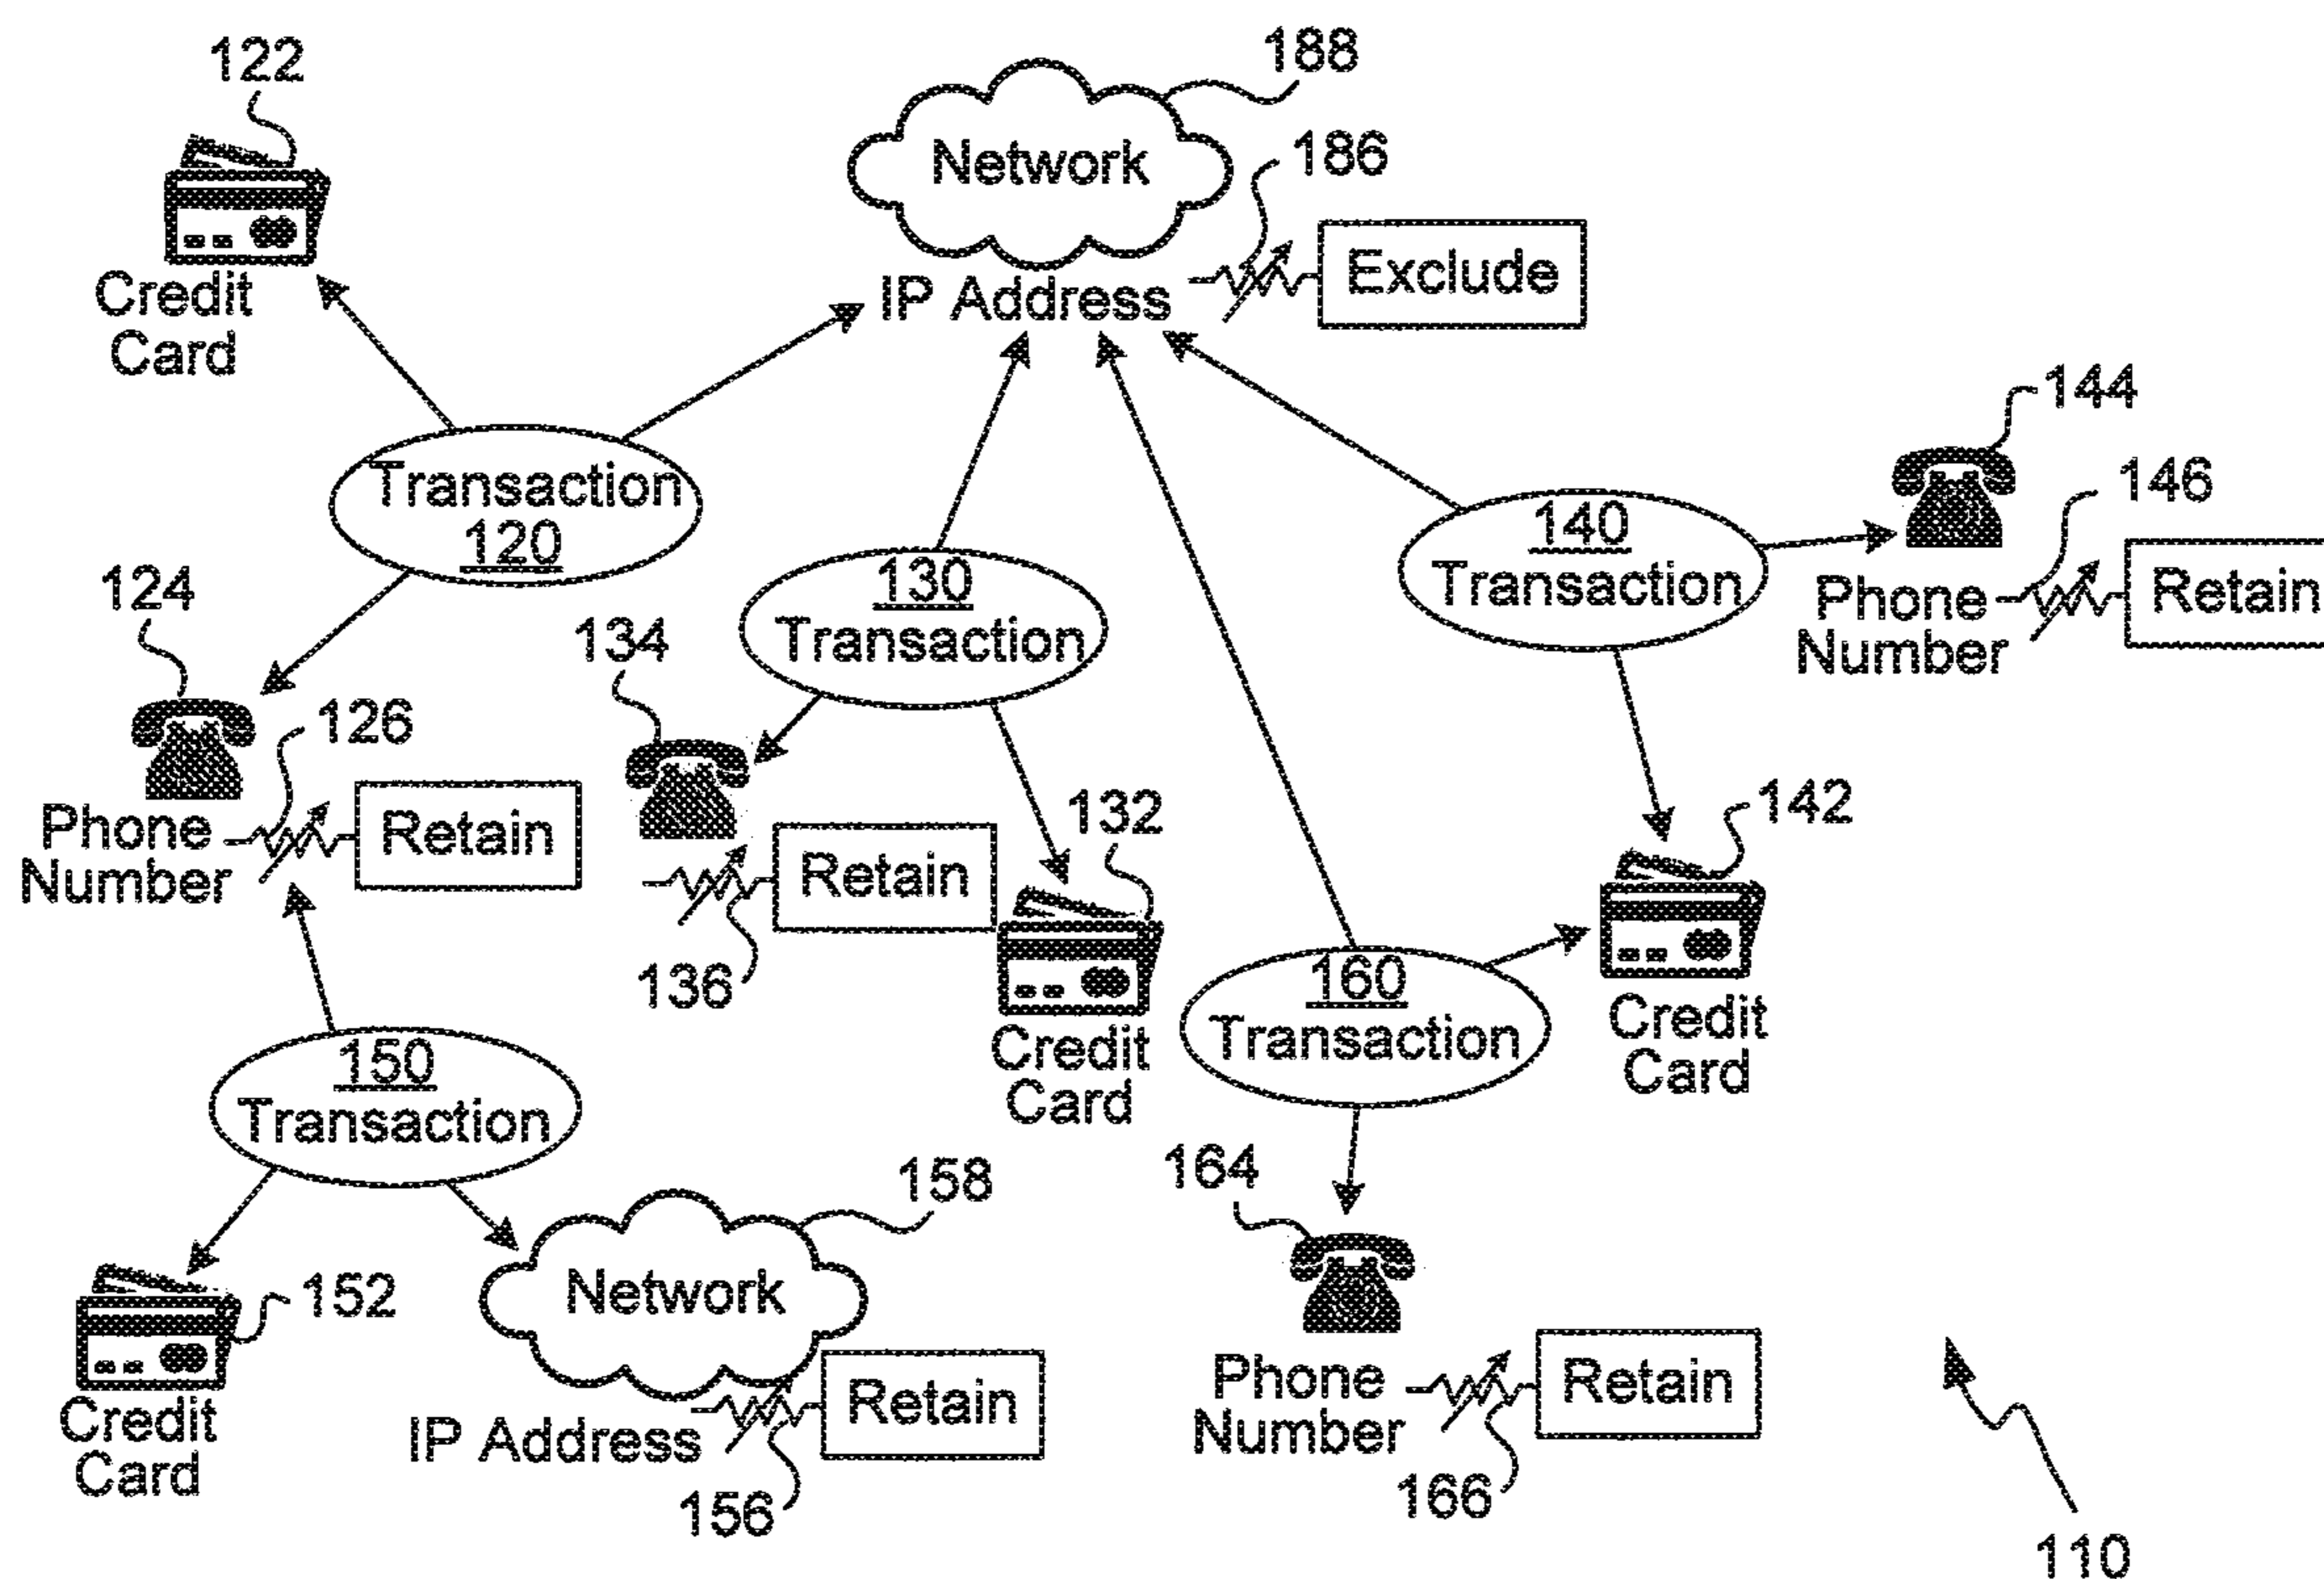 122
188
Network
186
IP Address
Exclude
Credit
Card
144
Transaction
120
146
140
Transaction
Phone
Number
Retain
124
130
Transaction
134
126
Phone
Number
Retain
Retain
136
132
Credit
Card
142
Credit
Card
160
Transaction
150
Transaction
158
Network
164
152
Credit
Card
IP Address
Retain
156
Phone
Number
Retain
166
110